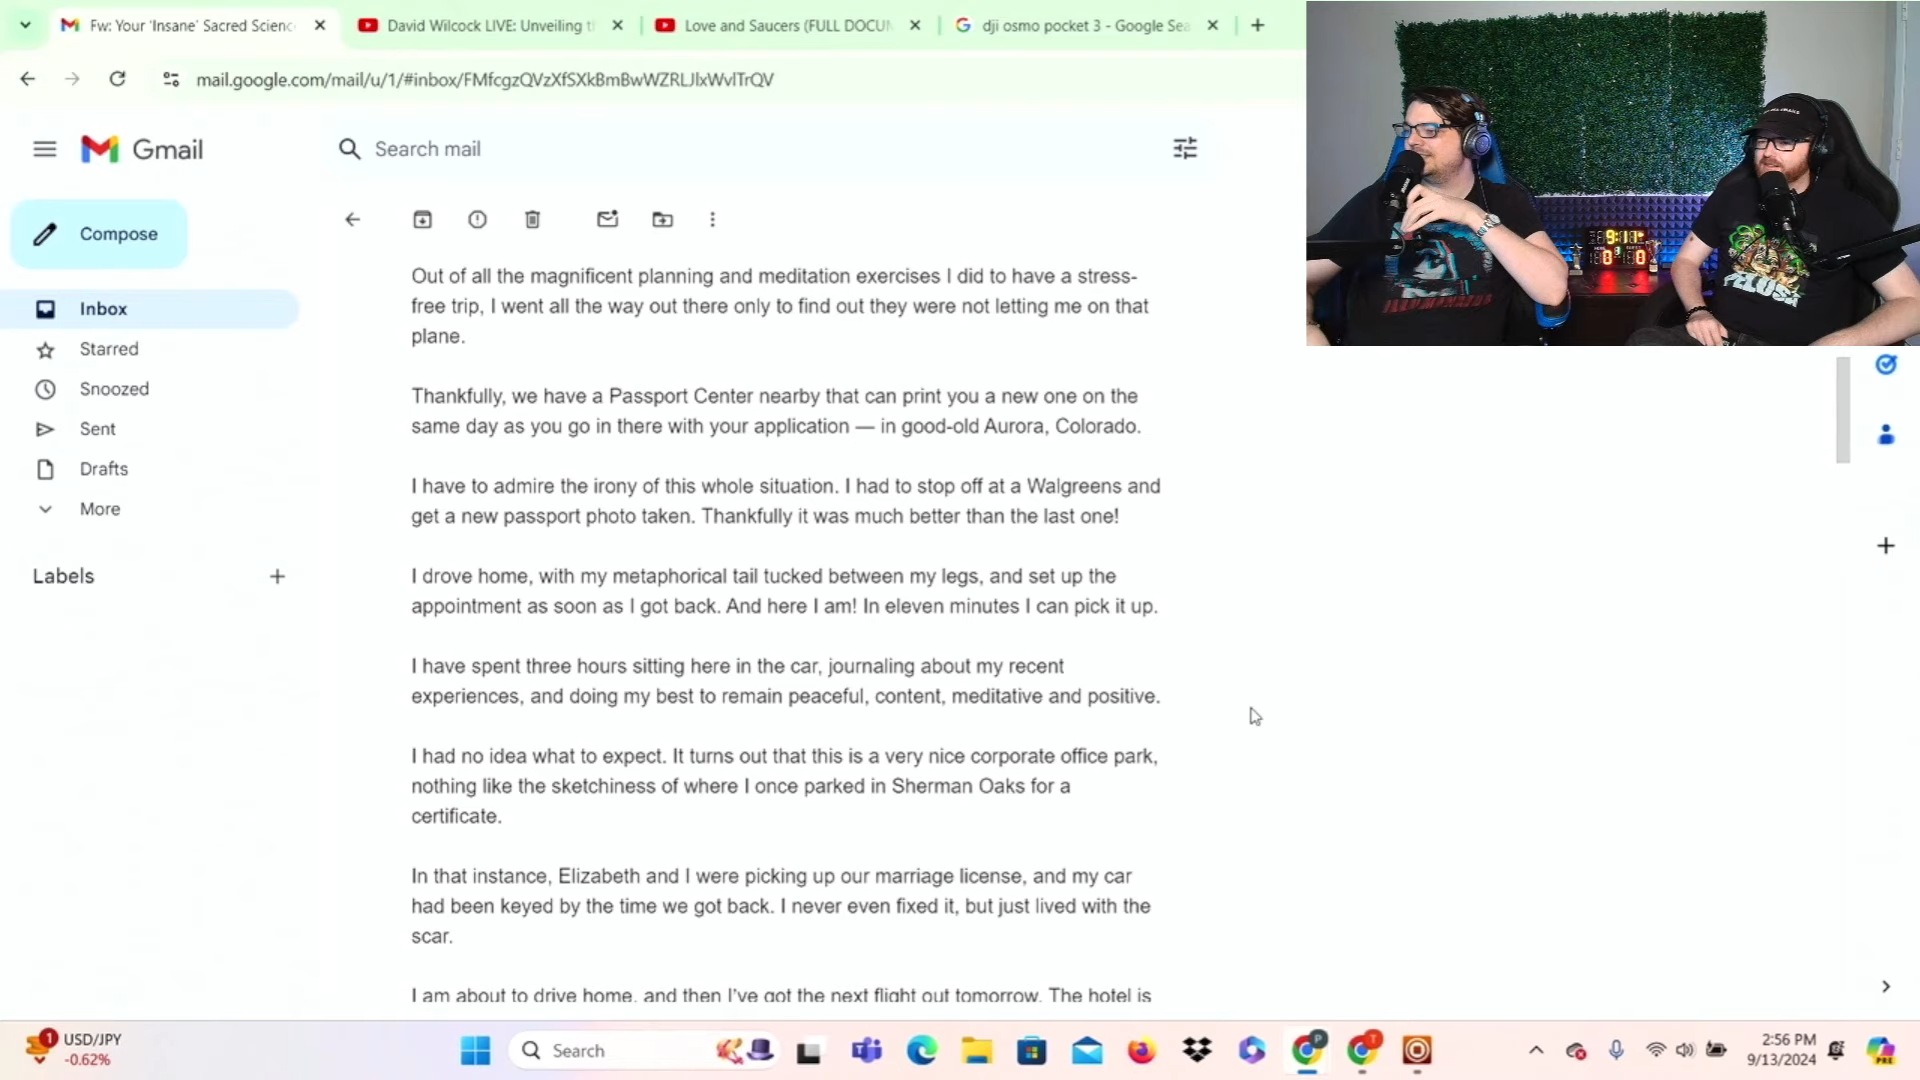 Fw: Your 'Insane' Sacred Scienc
David Wilcock LIVE: Unveiling t
Love and Saucers (FULL DOCUM
dji osmo pocket 3 - Google Sea
mail.google.com/mail/u/1/#inbox/FMfcgzQVzXfSXkBmBwWZRLJlxWvlTrQV
Gmail
Search mail
Compose
Inbox
Starred
Snoozed
Sent
Drafts
More
Labels
Out of all the magnificent planning and meditation exercises I did to have a stress-
free trip, I went all the way out there only to find out they were not letting me on that
plane.
Thankfully, we have a Passport Center nearby that can print you a new one on the
same day as you go in there with your application — in good-old Aurora, Colorado.
I have to admire the irony of this whole situation. I had to stop off at a Walgreens and
get a new passport photo taken. Thankfully it was much better than the last one!
I drove home, with my metaphorical tail tucked between my legs, and set up the
appointment as soon as I got back. And here I am! In eleven minutes I can pick it up.
I have spent three hours sitting here in the car, journaling about my recent
experiences, and doing my best to remain peaceful, content, meditative and positive.
I had no idea what to expect. It turns out that this is a very nice corporate office park,
nothing like the sketchiness of where I once parked in Sherman Oaks for a
certificate.
In that instance, Elizabeth and I were picking up our marriage license, and my car
had been keyed by the time we got back. I never even fixed it, but just lived with the
scar.
I am about to drive home, and then I've got the next flight out tomorrow. The hotel is
USD/JPY
-0.62%
1
Search
P
T
2:56 PM
9/13/2024
PRE